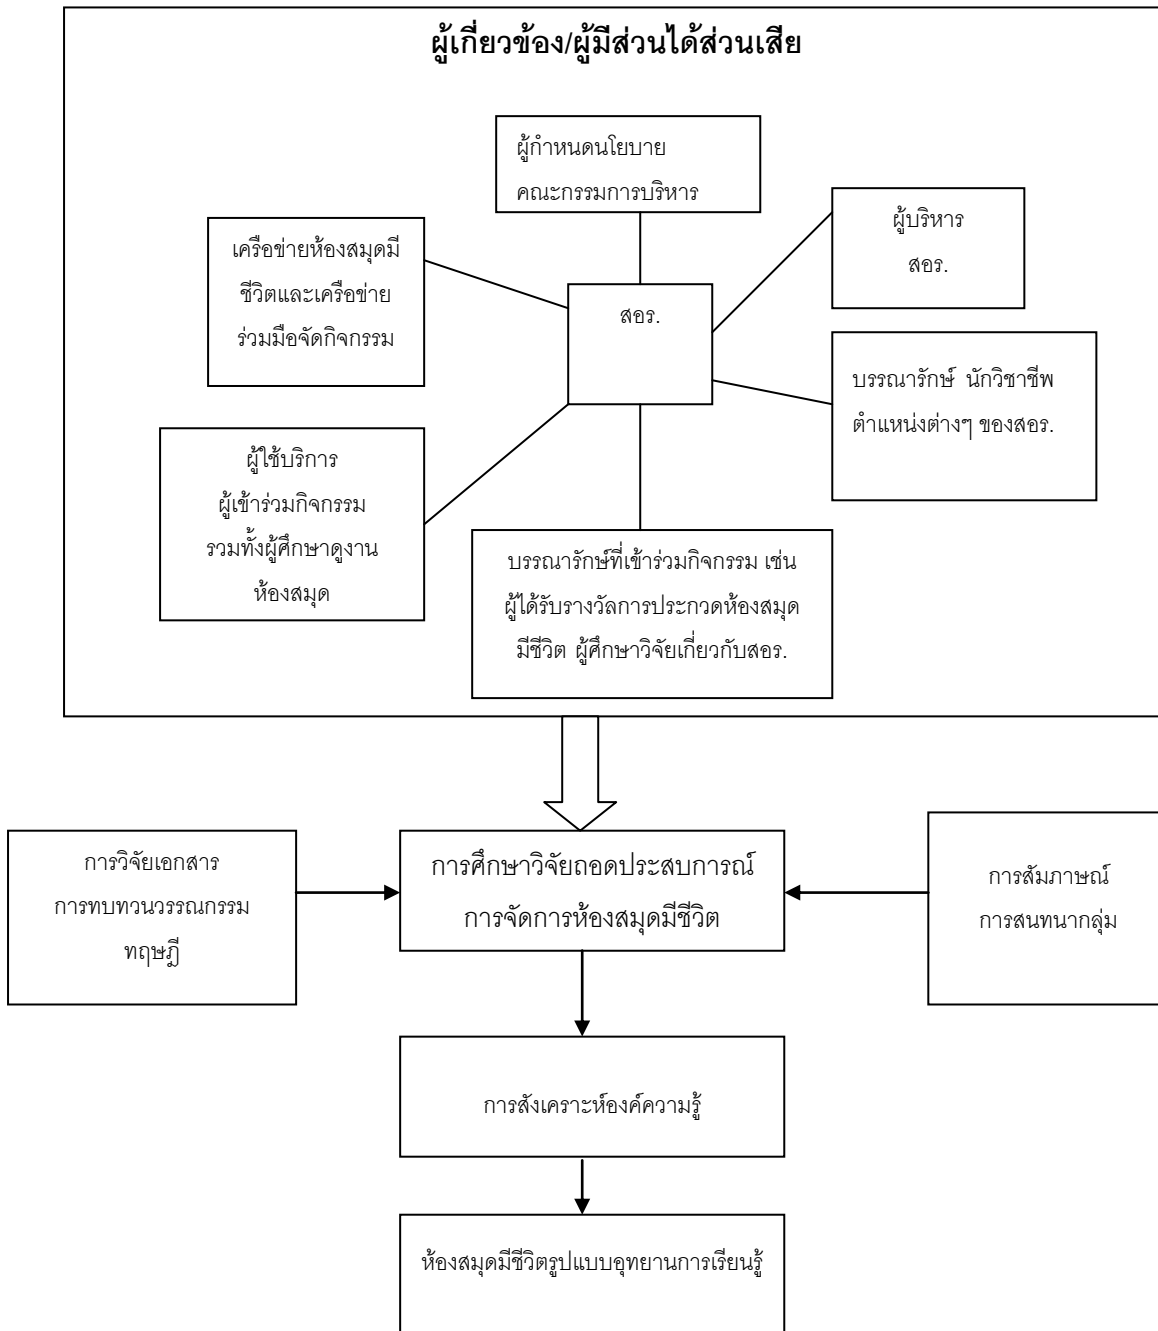 ผู้เกี่ยวข้อง/ผู้มีส่วนได้ส่วนเสีย
ผู้กำหนดนโยบาย
คณะกรรมการบริหาร
ผู้บริหาร
สอร.
เครือข่ายห้องสมุดมี
ชีวิตและเครือข่าย
ร่วมมือจัดกิจกรรม
สอร.
บรรณารักษ์ นักวิชาชีพ
ตำแหน่งต่างๆ ของสอร.
ผู้ใช้บริการ
ผู้เข้าร่วมกิจกรรม
รวมทั้งผู้ศึกษาดูงาน
ห้องสมุด
บรรณารักษ์ที่เข้าร่วมกิจกรรม เช่น
ผู้ได้รับรางวัลการประกวดห้องสมุด
มีชีวิต ผู้ศึกษาวิจัยเกี่ยวกับสอร.
การวิจัยเอกสาร
การทบทวนวรรณกรรม
ทฤษฎี
การศึกษาวิจัยถอดประสบการณ์
การจัดการห้องสมุดมีชีวิต
การสัมภาษณ์
การสนทนากลุ่ม
การสังเคราะห์องค์ความรู้
ห้องสมุดมีชีวิตรูปแบบอุทยานการเรียนรู้